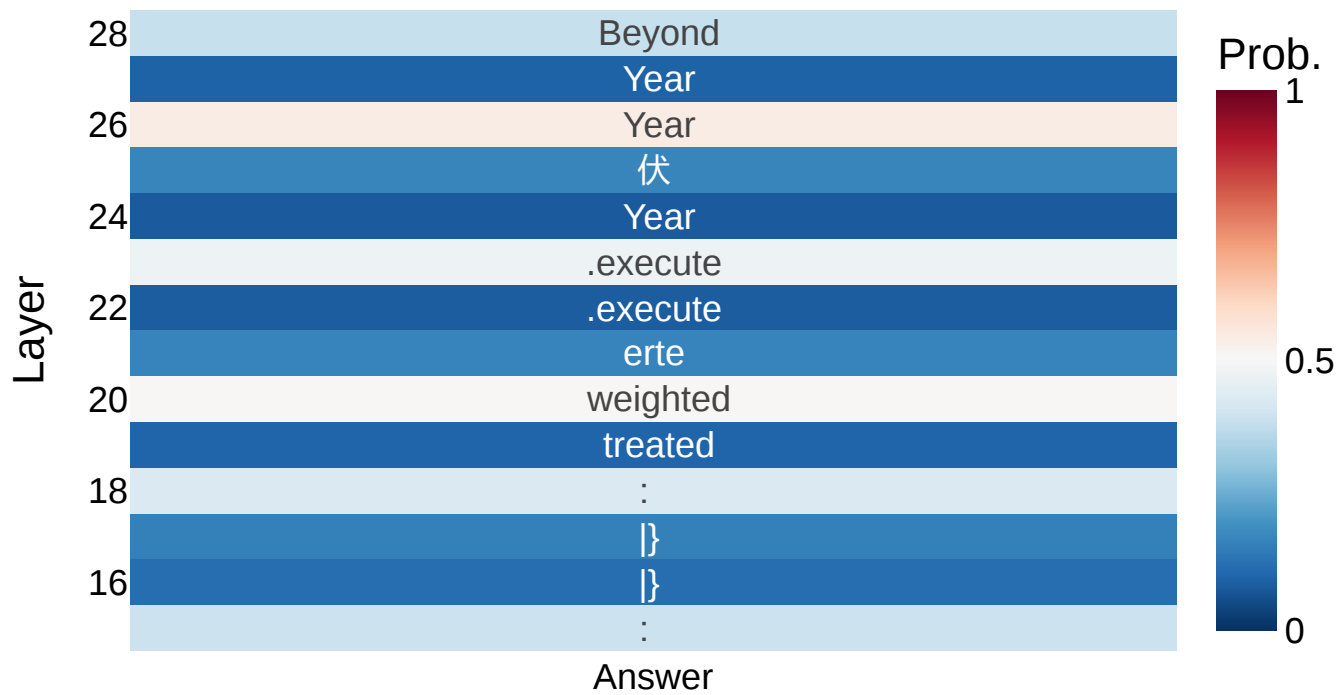 28 Beyond
Prob.
Year
1
26 Year
伏
24 Year
.execute
22 .execute
Layer
erte
0.5
20 weighted
treated
18 :
|}
16 |}
:
0
Answer